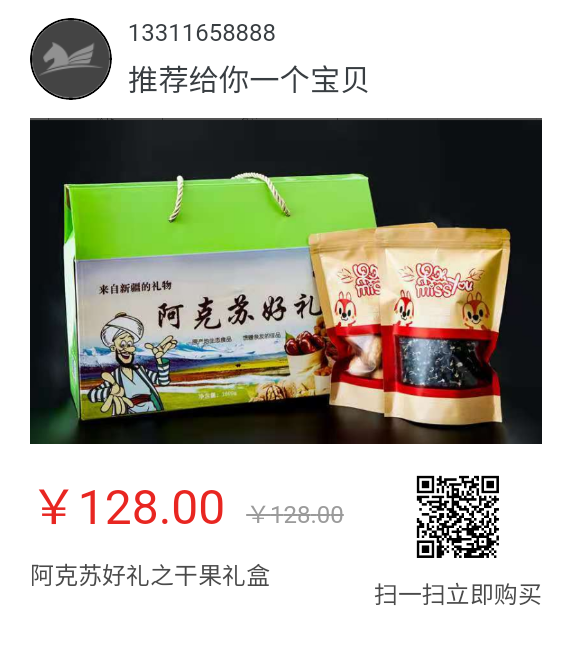 13311658888
推荐给你一个宝贝
来自新疆的礼物
阿克苏好礼
miss you
￥128.00
￥128.00
阿克苏好礼之干果礼盒
扫一扫立即购买